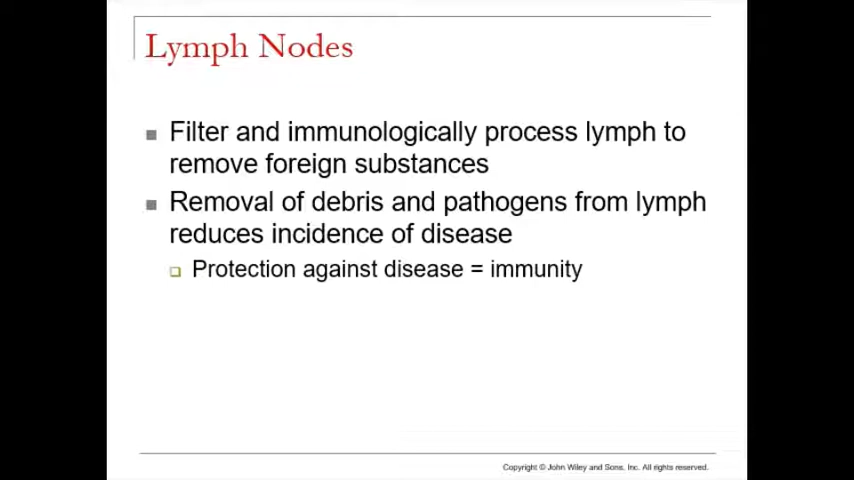 Lymph Nodes
Filter and immunologically process lymph to
remove foreign substances
Removal of debris and pathogens from lymph
reduces incidence of disease
Protection against disease = immunity
Copyright © John Wiley and Sons, Inc. All rights reserved.